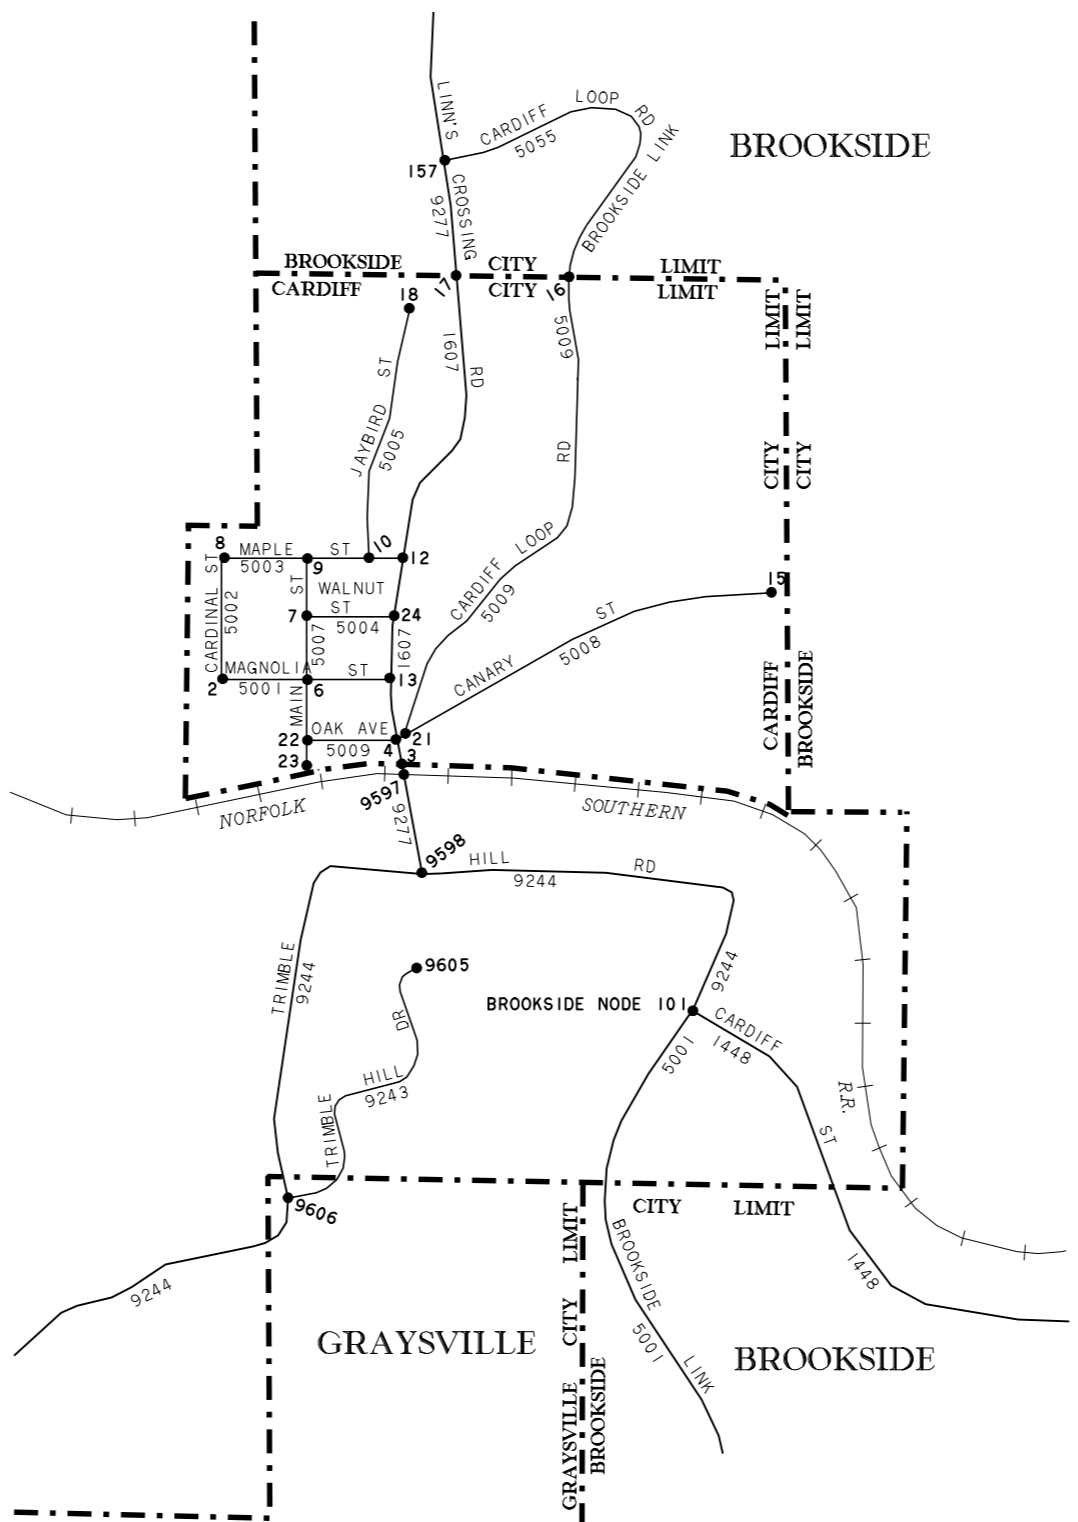 LINN'S
CARDIFF LOOP RD
5055
BROOKSIDE LINK
BROOKSIDE
157
CROSSING
9277
BROOKSIDE CITY LIMIT
CARDIFF CITY LIMIT
18
17
16
LIMIT LIMIT
5009
1607
RD
JAYBIRD ST
5005
RD
CITY CITY
8
MAPLE ST
5003
9
10
12
CARDINAL ST
5002
ST
WALNUT
ST
7
5004
24
CARDIFF LOOP
5009
15
5007
1607
ST
5008
CANARY
MAGNOLIA ST
2
5001
6
13
MAIN
OAK AVE
22
5009
4
21
CARDIFF BROOKSIDE
23
3
9597
NORFOLK
SOUTHERN
9277
9598
HILL RD
9244
TRIMBLE
9244
9605
9244
BROOKSIDE NODE 101
DR
CARDIFF
1448
5001
HILL
9243
TRIMBLE
R.R.
ST
9606
CITY LIMIT
LIMIT
BROOKSIDE
9244
CITY
1448
5001
GRAYSVILLE
BROOKSIDE
LINK
GRAYSVILLE
BROOKSIDE